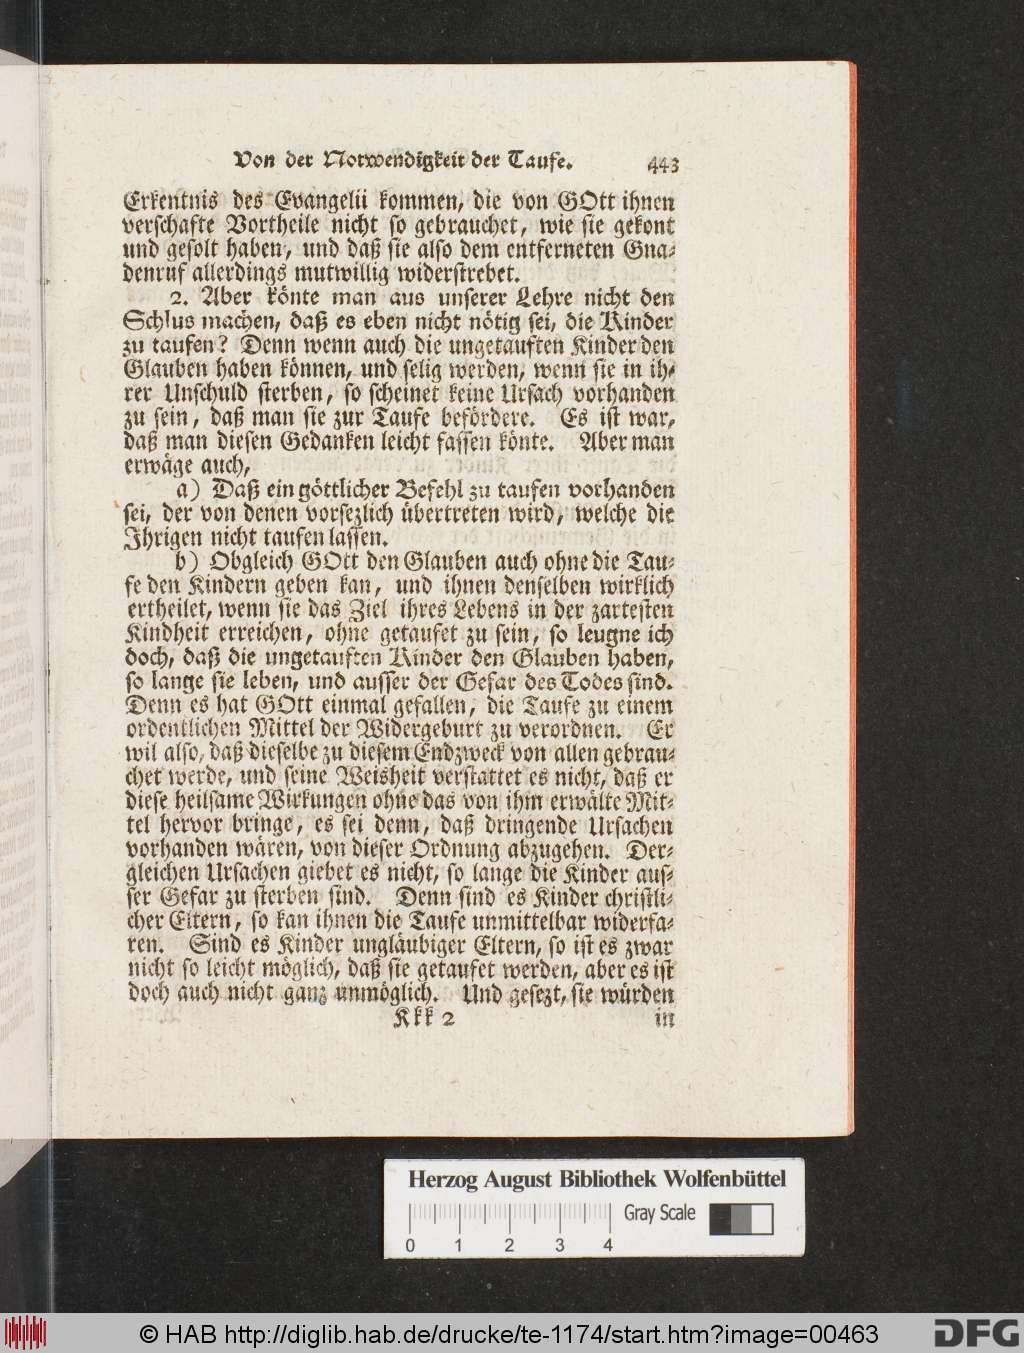 Von der Notwendigkeit der Taufe. 443
Erkentnis des Evangelii kommen, die von GOtt ihnen
verschafte Vortheile nicht so gebrauchet, wie sie gekont
und gesolt haben, und daß sie also dem entferneten Gna-
denruf allerdings mutwillig widerstrebet.
2. Aber könte man aus unserer Lehre nicht den
Schlus machen, daß es eben nicht nötig sei, die Kinder
zu taufen? Denn wenn auch die ungetauften Kinder den
Glauben haben können, und selig werden, wenn sie in ih-
rer Unschuld sterben, so scheinet keine Ursach vorhanden
zu sein, daß man sie zur Taufe befördere. Es ist war,
daß man diesen Gedanken leicht fassen könte. Aber man
erwäge auch,
a) Daß ein göttlicher Befehl zu taufen vorhanden
sei, der von denen vorsezlich übertreten wird, welche die
Ihrigen nicht taufen lassen.
b) Obgleich GOtt den Glauben auch ohne die Tau-
fe den Kindern geben kan, und ihnen denselben wirklich
ertheilet, wenn sie das Ziel ihres Lebens in der zartesten
Kindheit erreichen, ohne getaufet zu sein, so leugne ich
doch, daß die ungetauften Kinder den Glauben haben,
so lange sie leben, und ausser der Gefar des Todes sind.
Denn es hat GOtt einmal gefallen, die Taufe zu einem
ordentlichen Mittel der Widergeburt zu verordnen. Er
wil also, daß dieselbe zu diesem Endzweck von allen gebrau-
chet werde, und seine Weisheit verstattet es nicht, daß er
diese heilsame Wirkungen ohne das von ihm erwälte Mit-
tel hervor bringe, es sei denn, daß dringende Ursachen
vorhanden wären, von dieser Ordnung abzugehen. Der-
gleichen Ursachen giebet es nicht, so lange die Kinder aus-
ser Gefar zu sterben sind. Denn sind es Kinder christli-
cher Eltern, so kan ihnen die Taufe unmittelbar widerfa-
ren. Sind es Kinder ungläubiger Eltern, so ist es zwar
nicht so leicht möglich, daß sie getaufet werden, aber es ist
doch auch nicht ganz unmöglich. Und gesezt, sie würden
Kkk 2 in
Herzog August Bibliothek Wolfenbüttel
Gray Scale
0 1 2 3 4
© HAB http://diglib.hab.de/drucke/te-1174/start.htm?image=00463
DFG